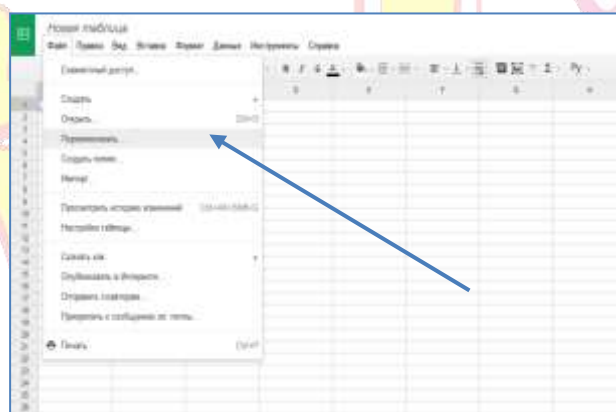 Новая таблица
Файл Правка Вид Вставка Формат Данные Инструменты Справка
Совместный доступ...
Создать
Открыть...
Переименовать...
Создать копию...
Импорт
Просмотреть историю изменений
Настройки таблицы...
Скачать как
Опубликовать в Интернете...
Отправить соавторам...
Прикрепить к сообщению эл. почты...
Печать